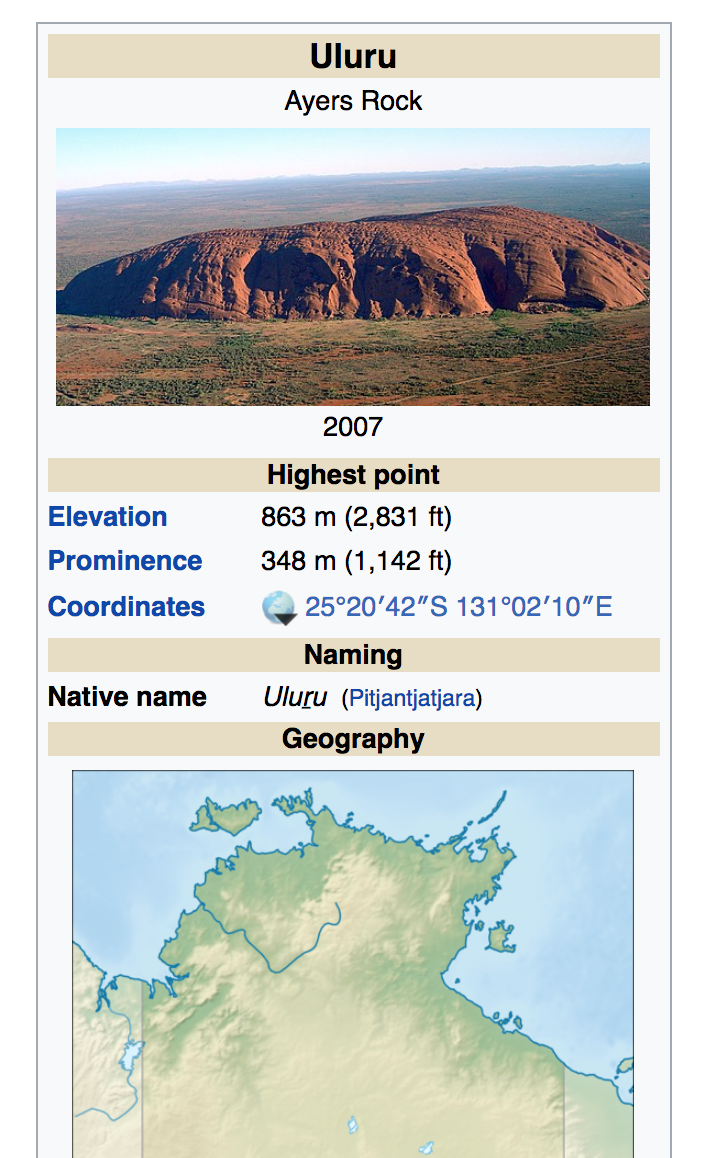 Uluru
Ayers Rock
2007
Highest point
Elevation 863 m (2,831 ft)
Prominence 348 m (1,142 ft)
Coordinates 25°20′42″S 131°02′10″E
Naming
Native name Uluṟu (Pitjantjatjara)
Geography